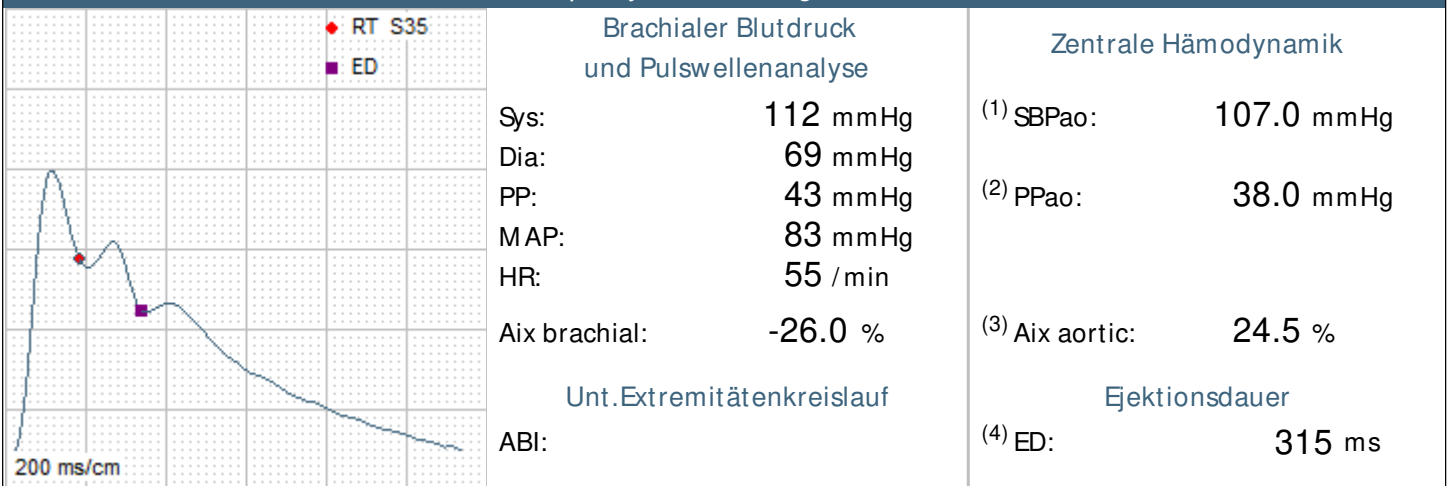 RT S35
ED
200 ms/cm
Brachialer Blutdruck
und Pulswellenanalyse
Sys: 112 mmHg
Dia: 69 mmHg
PP: 43 mmHg
MAP: 83 mmHg
HR: 55 /min
Aix brachial: -26.0 %
Unt.Extremitätenkreislauf
ABI:
Zentrale Hämodynamik
(1) SBPao: 107.0 mmHg
(2) PPao: 38.0 mmHg
(3) Aix aortic: 24.5 %
Ejektionsdauer
(4) ED: 315 ms